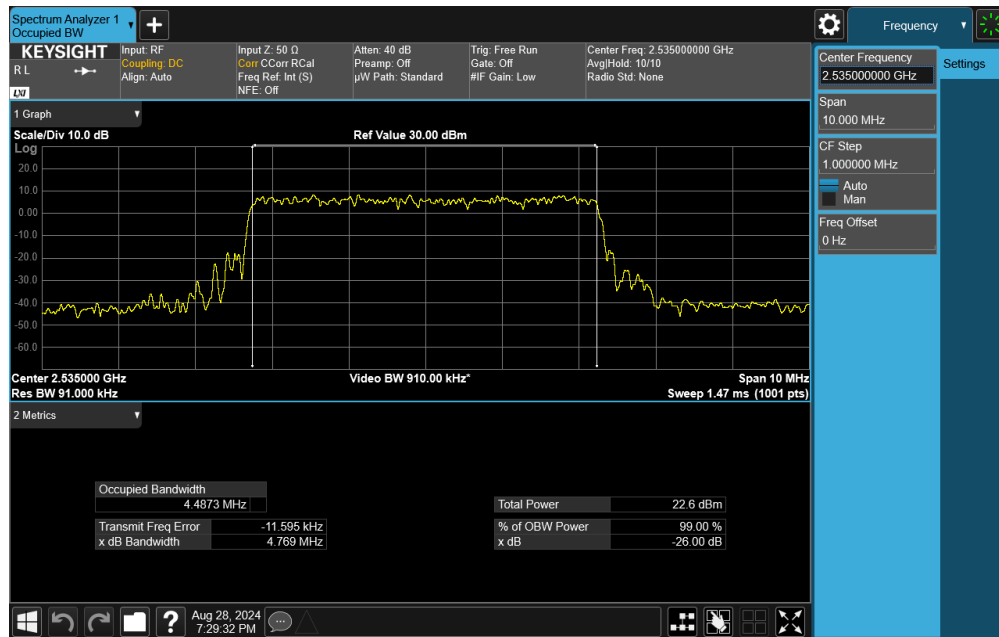 Spectrum Analyzer 1
Occupied BW
Frequency
KEYSIGHT
R L
LXI
Input: RF
Coupling: DC
Align: Auto
Input Z: 50 Ω
Corr CCorr RCal
Freq Ref: Int (S)
NFE: Off
Atten: 40 dB
Preamp: Off
µW Path: Standard
Trig: Free Run
Gate: Off
#IF Gain: Low
Center Freq: 2.535000000 GHz
Avg|Hold: 10/10
Radio Std: None
Center Frequency
2.535000000 GHz
Settings
Span
10.000 MHz
CF Step
1.000000 MHz
Auto
Man
Freq Offset
0 Hz
1 Graph
Scale/Div 10.0 dB
Ref Value 30.00 dBm
Log
20.0
10.0
0.00
-10.0
-20.0
-30.0
-40.0
-50.0
-60.0
Center 2.535000 GHz
Video BW 910.00 kHz*
Span 10 MHz
Res BW 91.000 kHz
Sweep 1.47 ms (1001 pts)
2 Metrics
Occupied Bandwidth
4.4873 MHz
Total Power 22.6 dBm
Transmit Freq Error -11.595 kHz
% of OBW Power 99.00 %
x dB Bandwidth 4.769 MHz
x dB -26.00 dB
?
Aug 28, 2024
7:29:32 PM